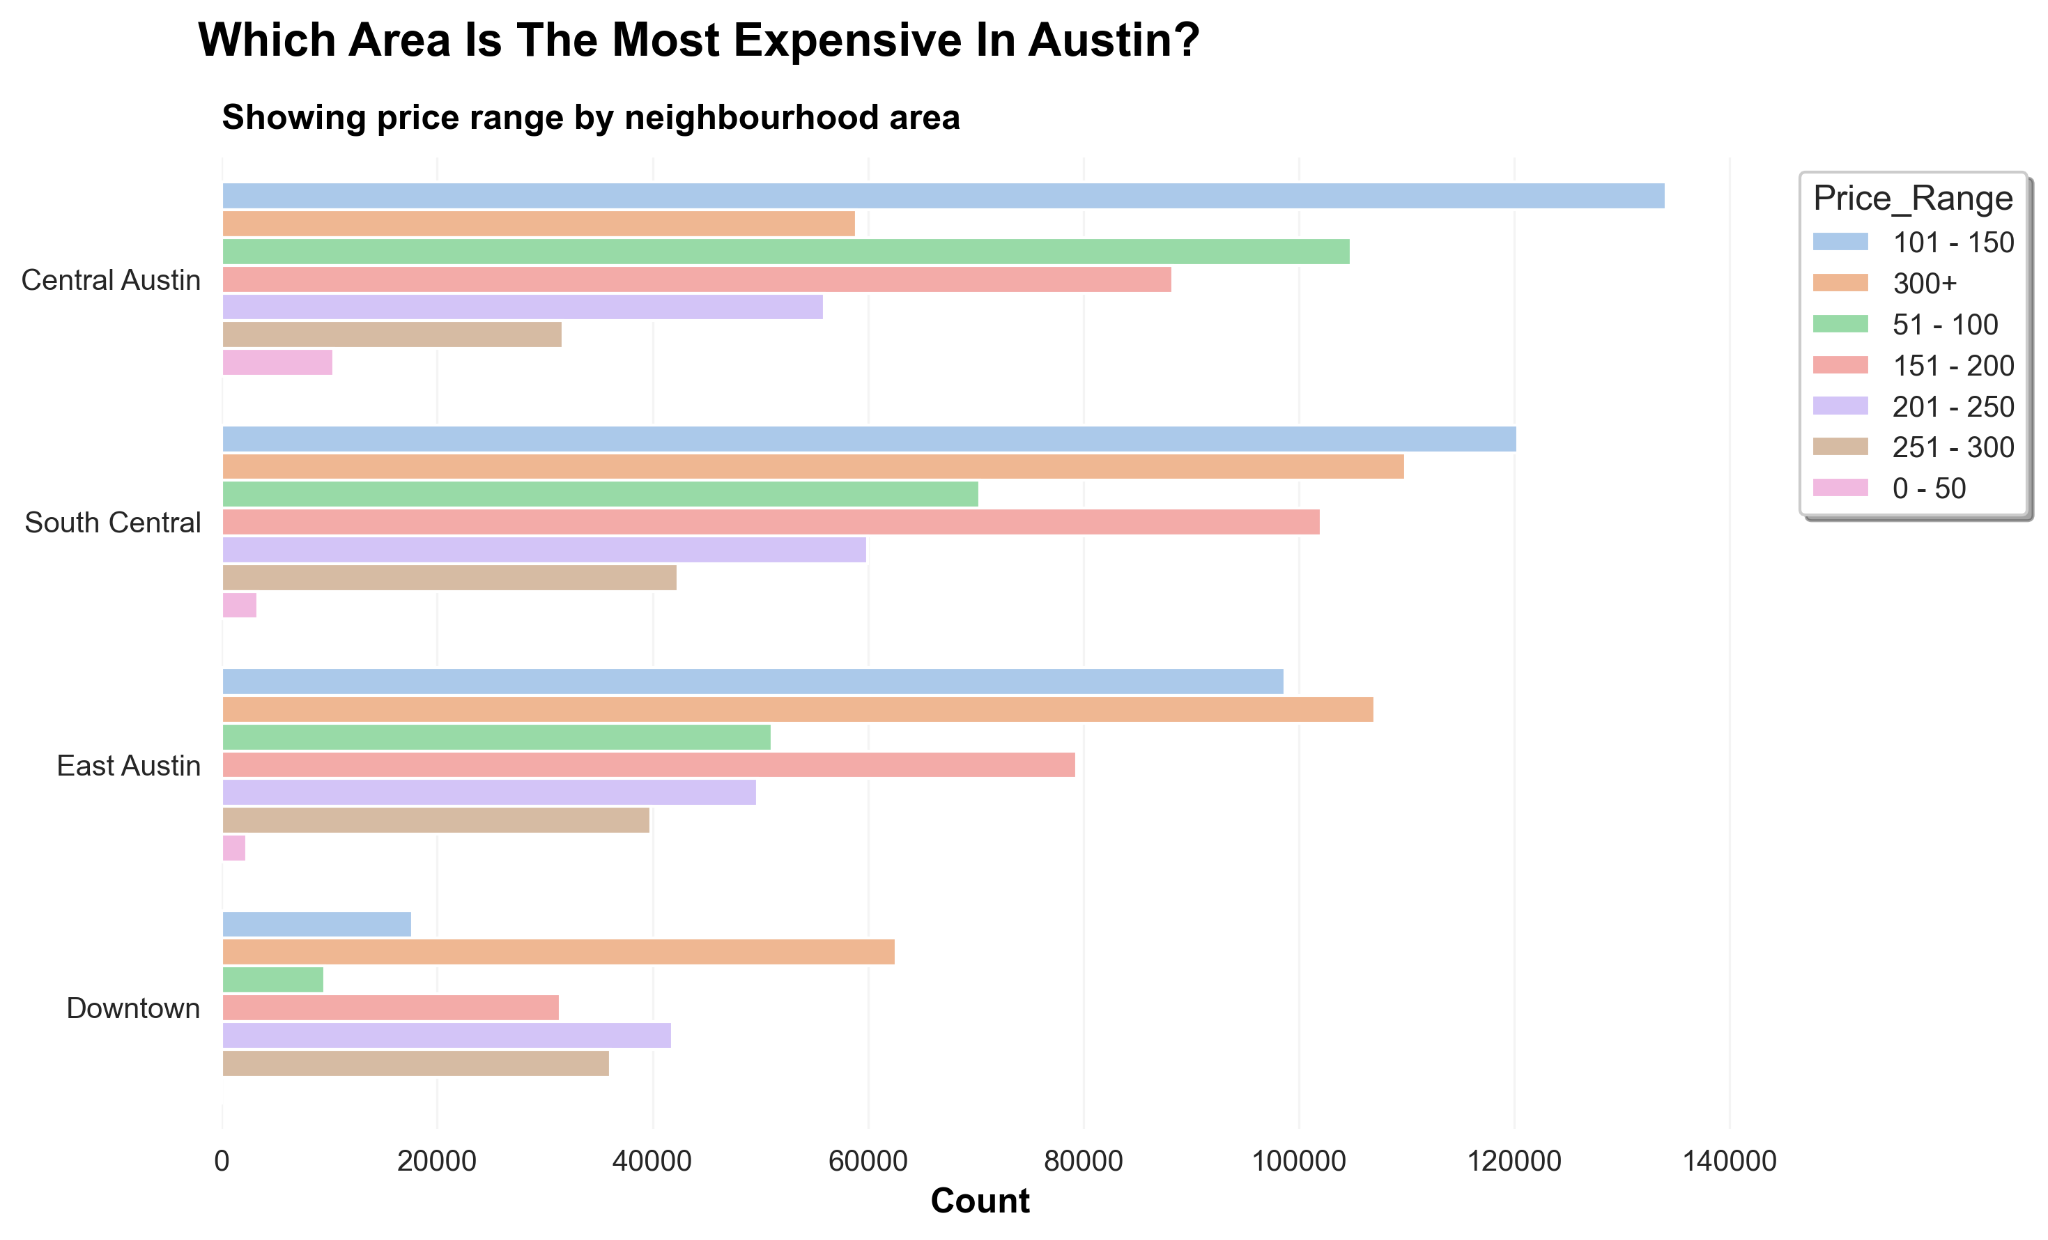 Which Area Is The Most Expensive In Austin?
Showing price range by neighbourhood area
Price_Range
101 - 150
300+
51 - 100
151 - 200
201 - 250
251 - 300
0 - 50
Central Austin
South Central
East Austin
Downtown
0 20000 40000 60000 80000 100000 120000 140000
Count